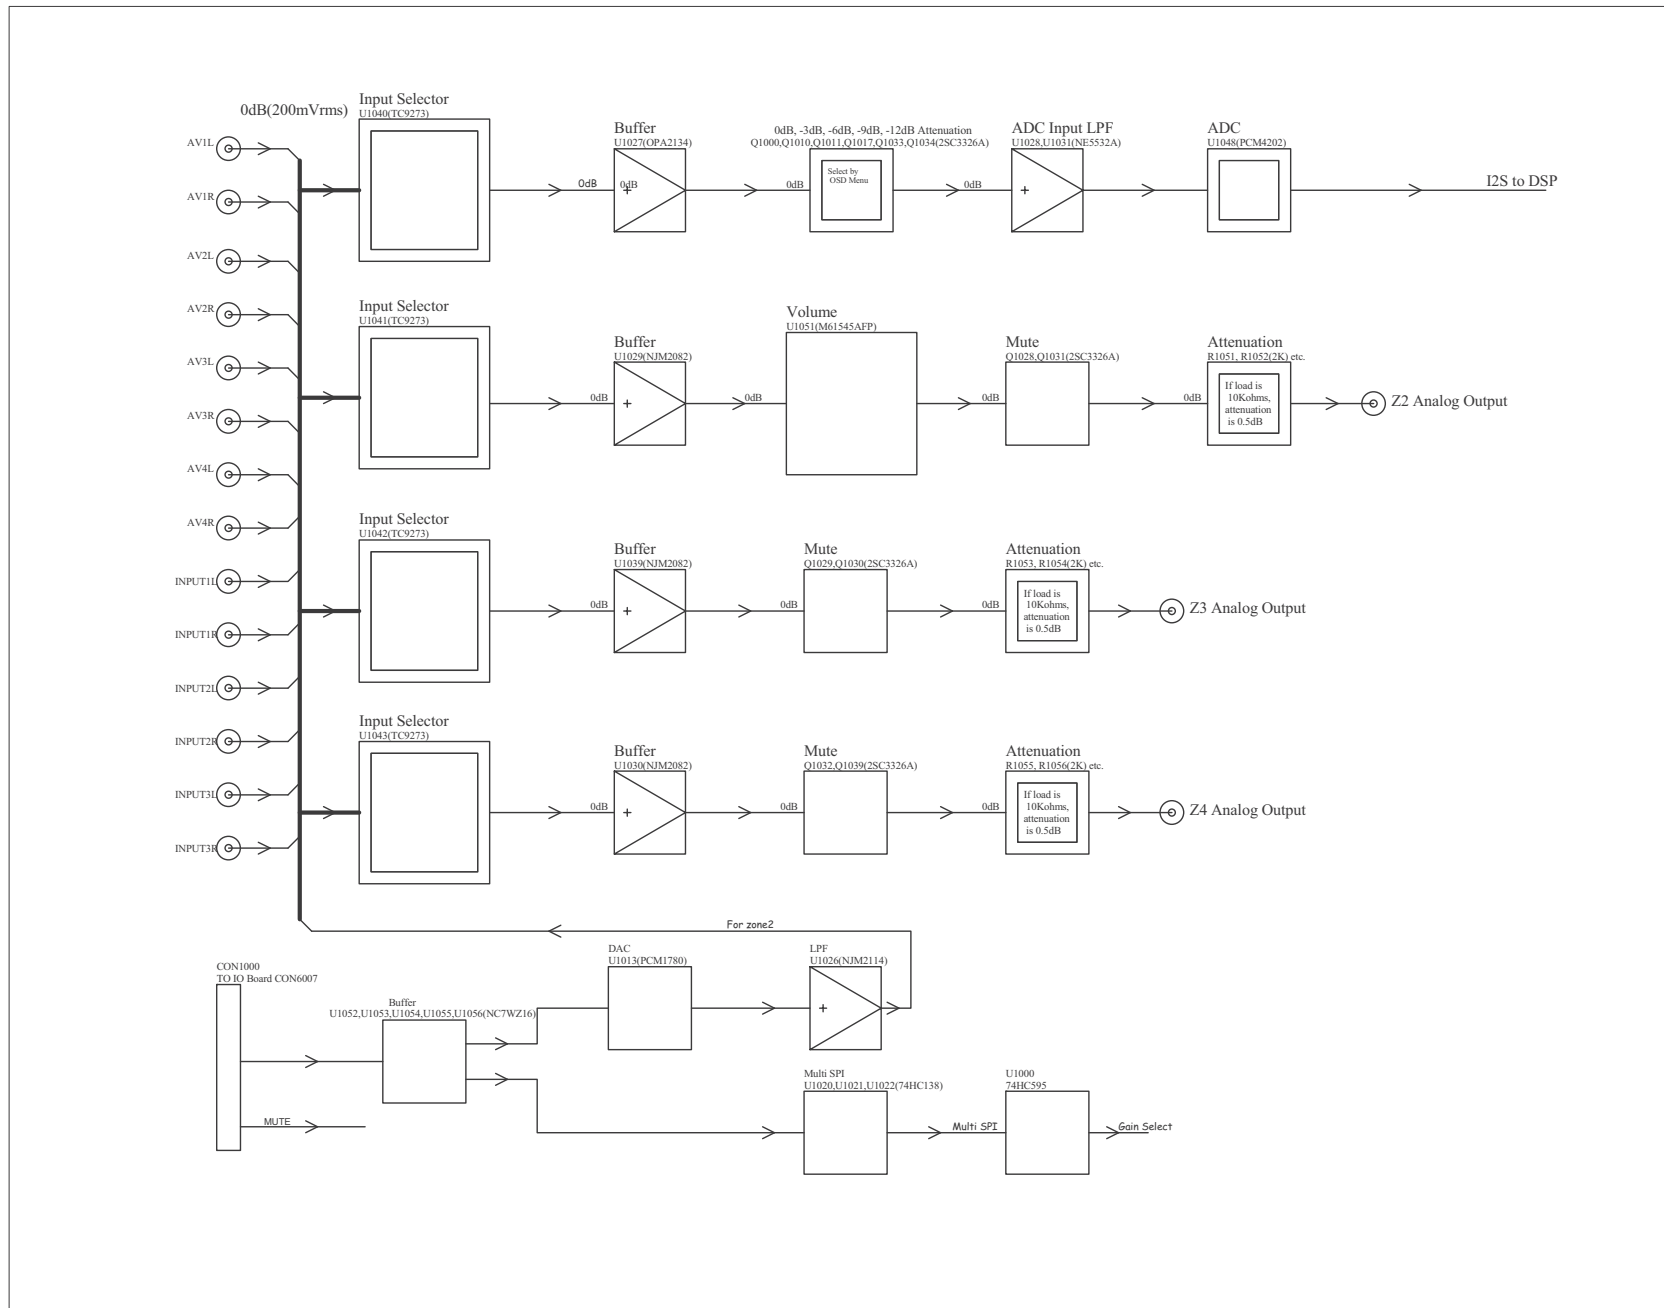 0dB(200mVrms)
AV1L
AV1R
AV2L
AV2R
AV3L
AV3R
AV4L
AV4R
INPUT1L
INPUT1R
INPUT2L
INPUT2R
INPUT3L
INPUT3R
Input Selector
U1040(TC9273)
0dB
Buffer
U1027(OPA2134)
0dB
+
0dB
0dB, -3dB, -6dB, -9dB, -12dB Attenuation
Q1000,Q1010,Q1011,Q1017,Q1033,Q1034(2SC3326A)
Select by
OSD Menu
0dB
ADC Input LPF
U1028,U1031(NE5532A)
+
ADC
U1048(PCM4202)
I2S to DSP
Input Selector
U1041(TC9273)
0dB
Buffer
U1029(NJM2082)
+
0dB
Volume
U1051(M61545AFP)
0dB
Mute
Q1028,Q1031(2SC3326A)
0dB
Attenuation
R1051, R1052(2K) etc.
If load is
10Kohms,
attenuation
is 0.5dB
Z2 Analog Output
Input Selector
U1042(TC9273)
0dB
Buffer
U1039(NJM2082)
+
0dB
Mute
Q1029,Q1030(2SC3326A)
0dB
Attenuation
R1053, R1054(2K) etc.
If load is
10Kohms,
attenuation
is 0.5dB
Z3 Analog Output
Input Selector
U1043(TC9273)
0dB
Buffer
U1030(NJM2082)
+
0dB
Mute
Q1032,Q1039(2SC3326A)
0dB
Attenuation
R1055, R1056(2K) etc.
If load is
10Kohms,
attenuation
is 0.5dB
Z4 Analog Output
For zone2
CON1000
TO IO Board CON6007
MUTE
Buffer
U1052,U1053,U1054,U1055,U1056(NC7WZ16)
DAC
U1013(PCM1780)
LPF
U1026(NJM2114)
+
Multi SPI
U1020,U1021,U1022(74HC138)
Multi SPI
U1000
74HC595
Gain Select